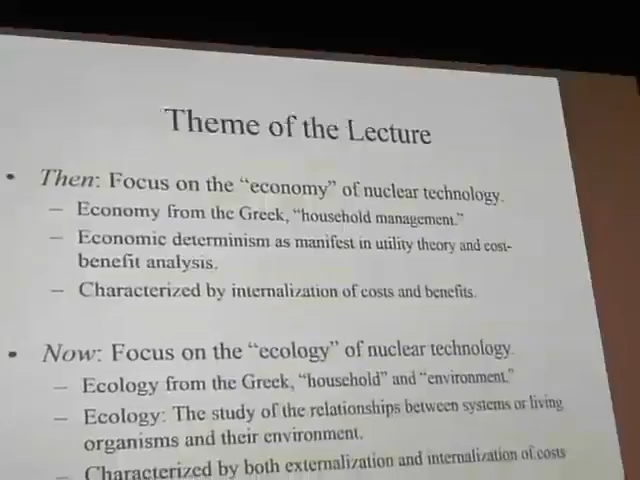 Theme of the Lecture
• Then: Focus on the “economy” of nuclear technology.
– Economy from the Greek, “household management.”
– Economic determinism as manifest in utility theory and cost-
benefit analysis.
– Characterized by internalization of costs and benefits.
• Now: Focus on the “ecology” of nuclear technology.
– Ecology from the Greek, “household” and “environment.”
– Ecology: The study of the relationships between systems or living
organisms and their environment.
– Characterized by both externalization and internalization of costs